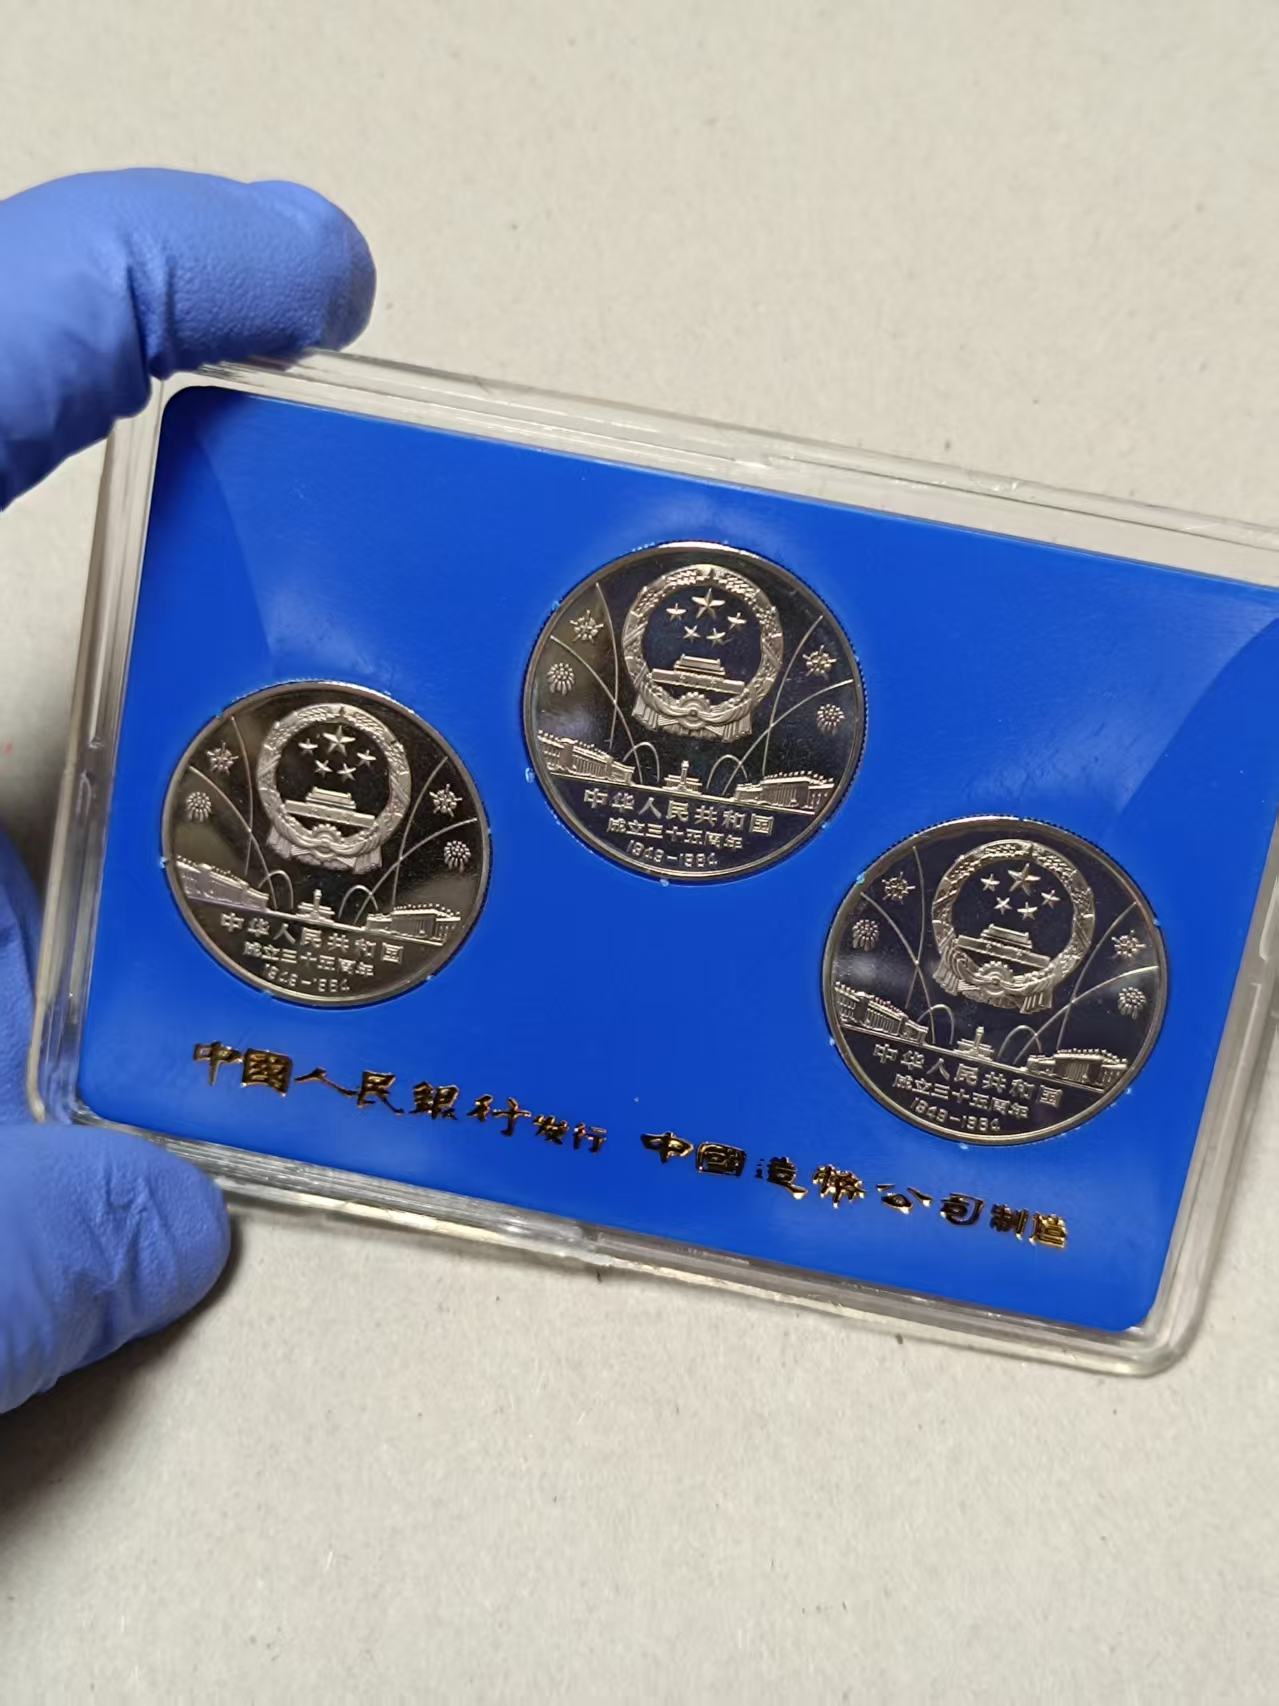 中华人民共和国
成立三十五周年
1949-1984
中华人民共和国
成立三十五周年
1949-1984
中华人民共和国
成立三十五周年
1949-1984
中國人民銀行发行 中國造幣公司制造